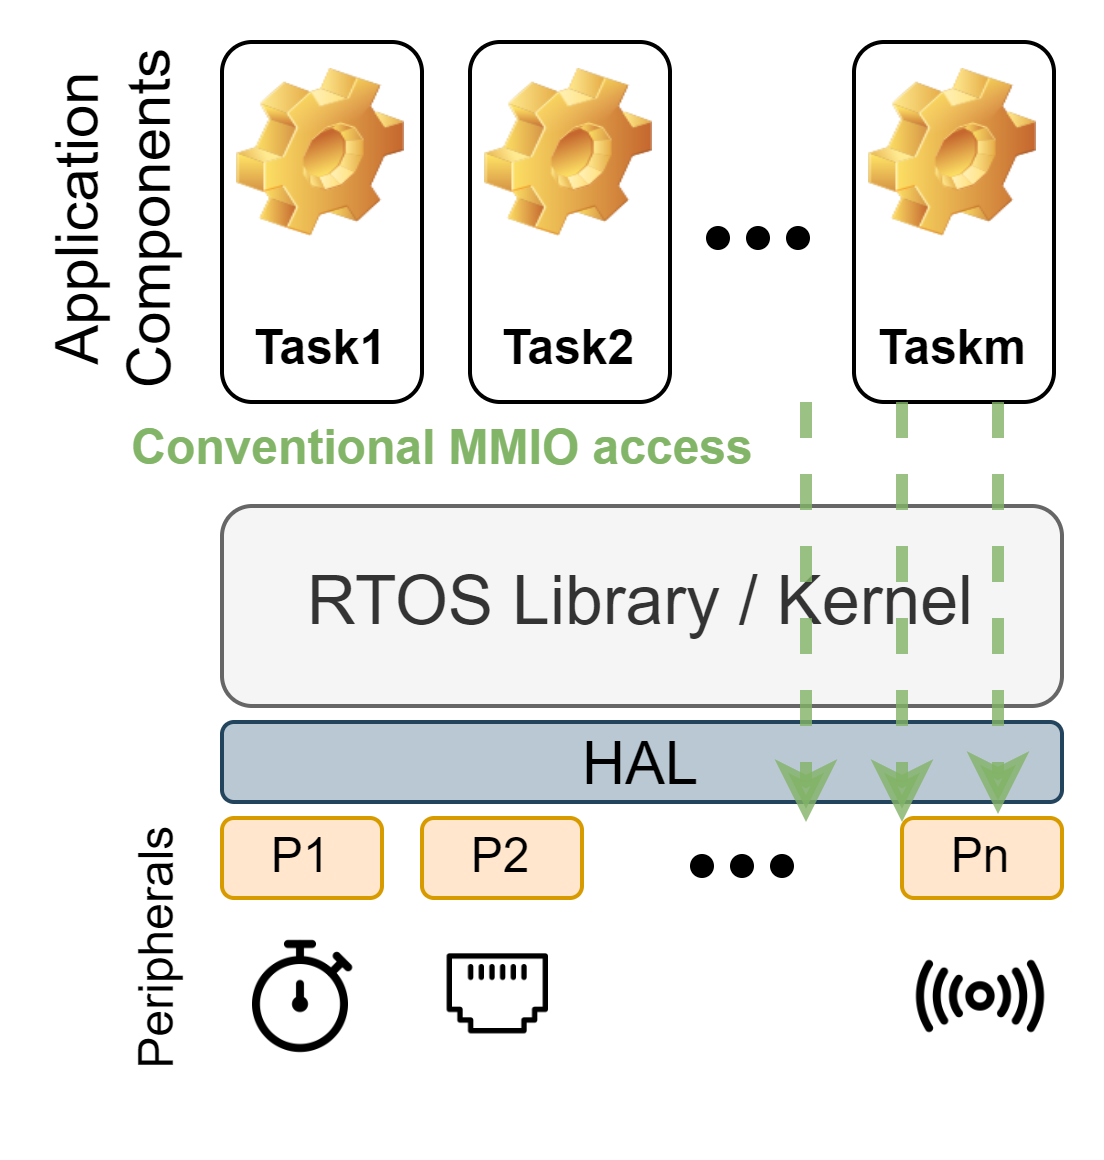 Application
Components
Task1
Task2
Taskm
Conventional MMIO access
RTOS Library / Kernel
HAL
Peripherals
P1
P2
Pn